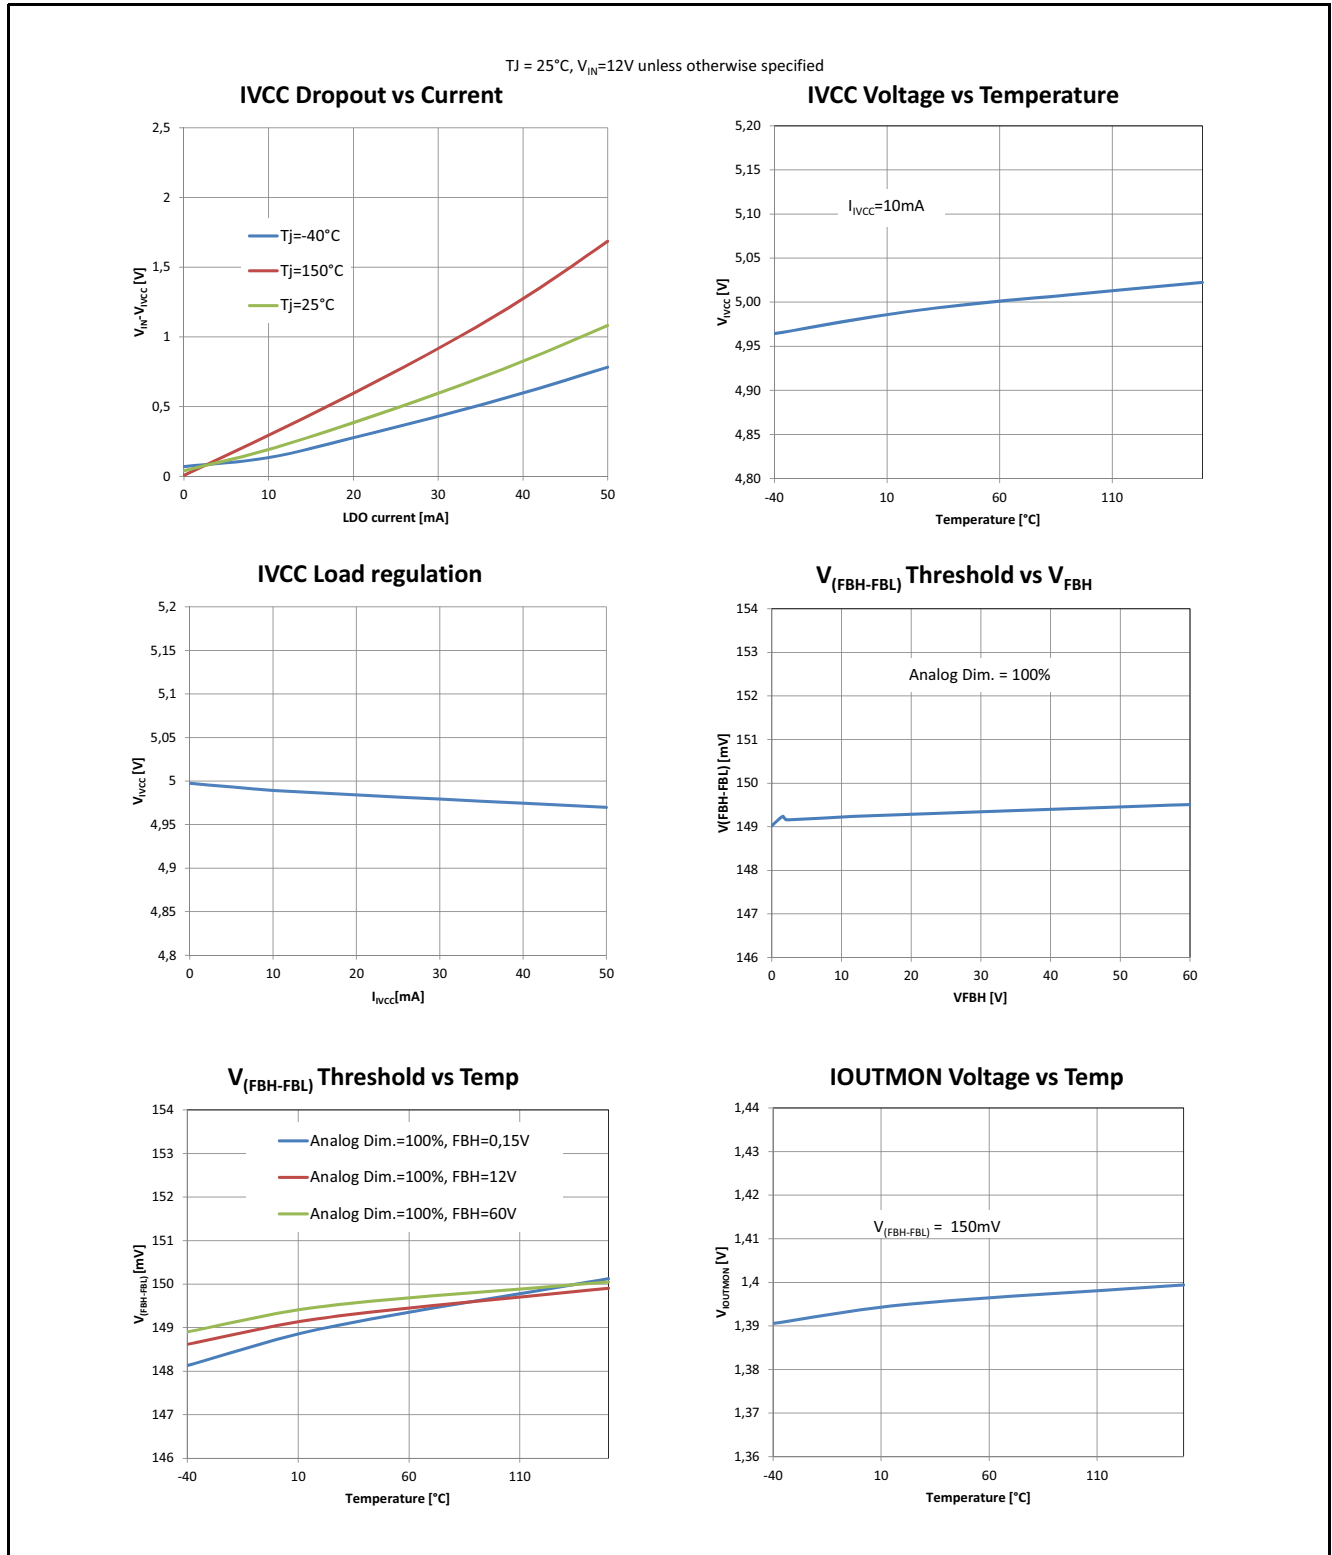 TJ = 25°C, VIN=12V unless otherwise specified
IVCC Dropout vs Current
2,5
2
1,5
1
0,5
0
VIN-VIVCC [V]
Tj=-40°C
Tj=150°C
Tj=25°C
0 10 20 30 40 50
LDO current [mA]
IVCC Voltage vs Temperature
5,20
5,15
5,10
5,05
5,00
4,95
4,90
4,85
4,80
VIVCC [V]
IIVCC=10mA
-40 10 60 110
Temperature [°C]
IVCC Load regulation
5,2
5,15
5,1
5,05
5
4,95
4,9
4,85
4,8
VIVCC [V]
0 10 20 30 40 50
IIVCC[mA]
V(FBH-FBL) Threshold vs VFBH
154
153
152
151
150
149
148
147
146
V(FBH-FBL) [mV]
Analog Dim. = 100%
0 10 20 30 40 50 60
VFBH [V]
V(FBH-FBL) Threshold vs Temp
154
153
152
151
150
149
148
147
146
V(FBH-FBL) [mV]
Analog Dim.=100%, FBH=0,15V
Analog Dim.=100%, FBH=12V
Analog Dim.=100%, FBH=60V
-40 10 60 110
Temperature [°C]
IOUTMON Voltage vs Temp
1,44
1,43
1,42
1,41
1,4
1,39
1,38
1,37
1,36
VIOUTMON [V]
V(FBH-FBL) = 150mV
-40 10 60 110
Temperature [°C]